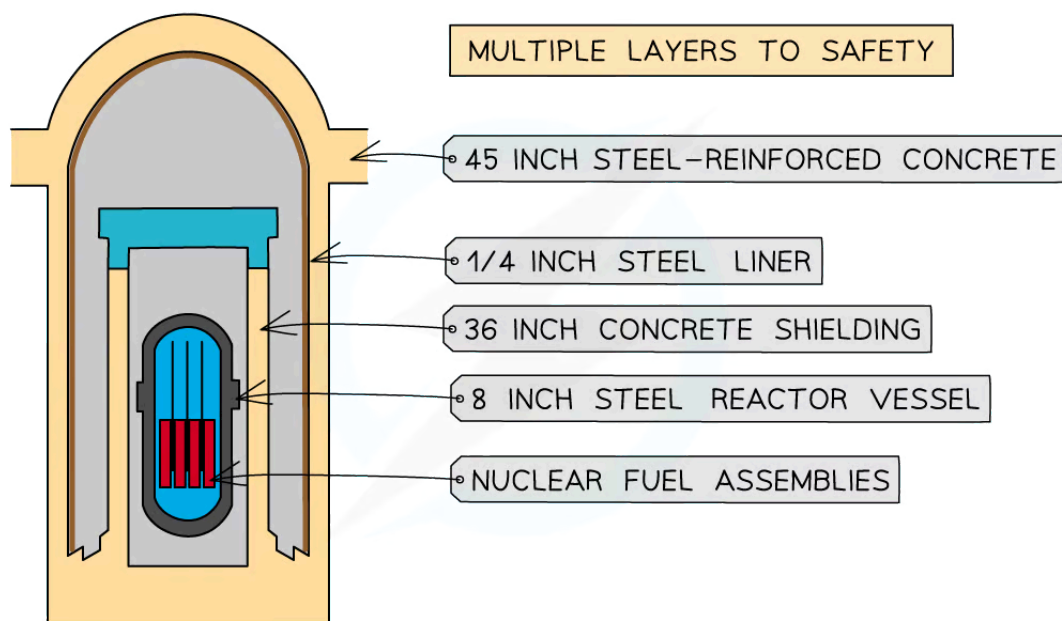 MULTIPLE LAYERS TO SAFETY
45 INCH STEEL-REINFORCED CONCRETE
1/4 INCH STEEL LINER
36 INCH CONCRETE SHIELDING
8 INCH STEEL REACTOR VESSEL
NUCLEAR FUEL ASSEMBLIES